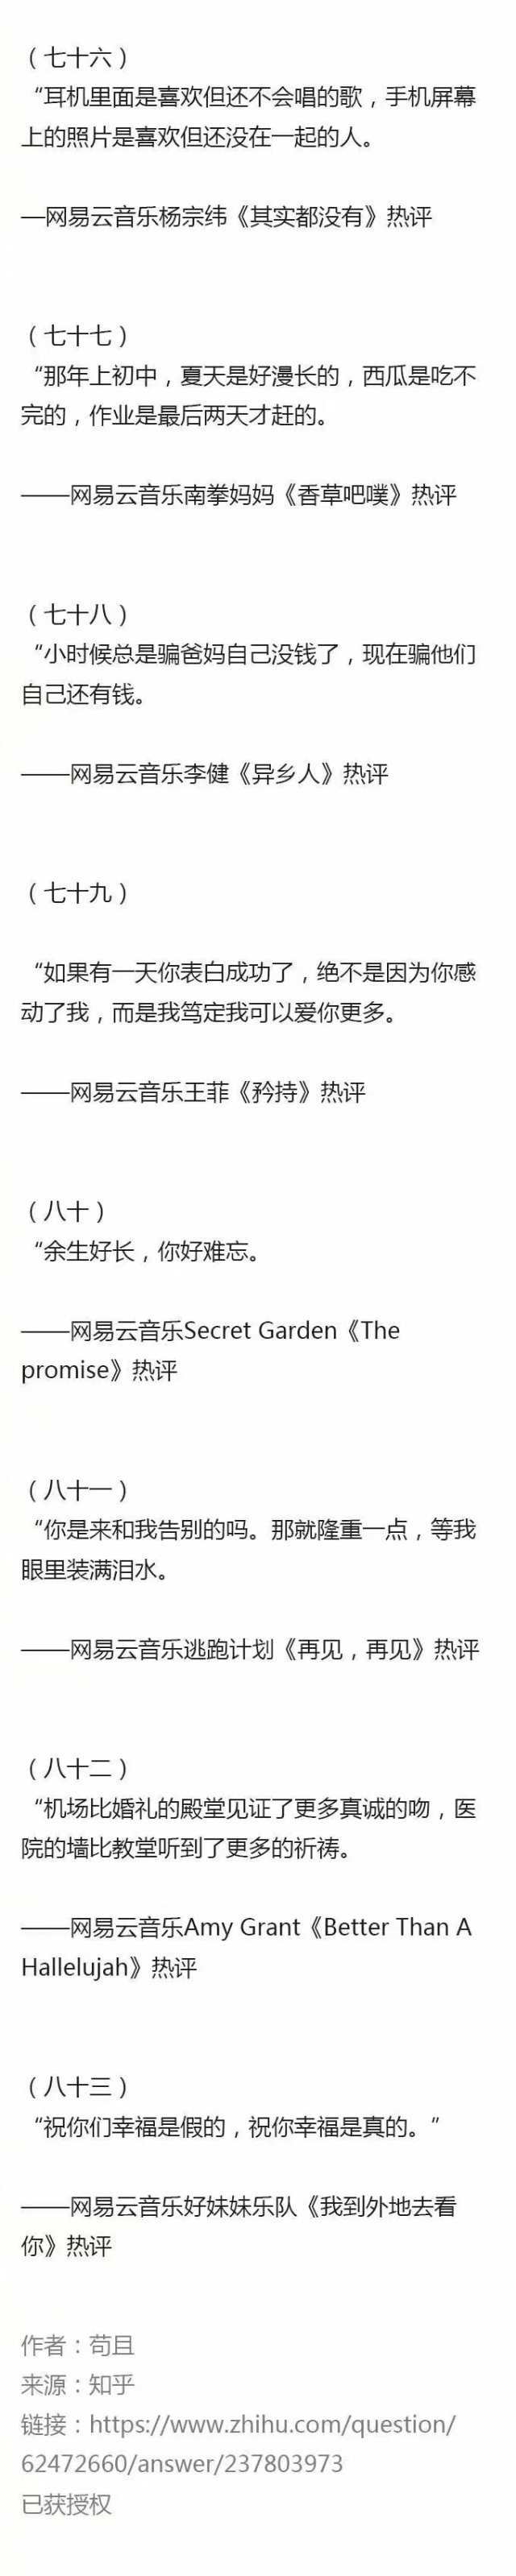 （七十六）
“耳机里面是喜欢但还不会唱的歌，手机屏幕
上的照片是喜欢但还没在一起的人。
—网易云音乐杨宗纬《其实都没有》热评
（七十七）
“那年上初中，夏天是好漫长的，西瓜是吃不
完的，作业是最后两天才赶的。
——网易云音乐南拳妈妈《香草吧噗》热评
（七十八）
“小时候总是骗爸妈自己没钱了，现在骗他们
自己还有钱。
——网易云音乐李健《异乡人》热评
（七十九）
“如果有一天你表白成功了，绝不是因为你感
动了我，而是我笃定我可以爱你更多。
——网易云音乐王菲《矜持》热评
（八十）
“余生好长，你好难忘。
——网易云音乐Secret Garden《The
promise》热评
（八十一）
“你是来和我告别的吗。那就隆重一点，等我
眼里装满泪水。
——网易云音乐逃跑计划《再见，再见》热评
（八十二）
“机场比婚礼的殿堂见证了更多真诚的吻，医
院的墙比教堂听到了更多的祈祷。
——网易云音乐Amy Grant《Better Than A
Hallelujah》热评
（八十三）
“祝你们幸福是假的，祝你幸福是真的。”
——网易云音乐好妹妹乐队《我到外地去看
你》热评
作者：苟且
来源：知乎
链接：https://www.zhihu.com/question/
62472660/answer/237803973
已获授权